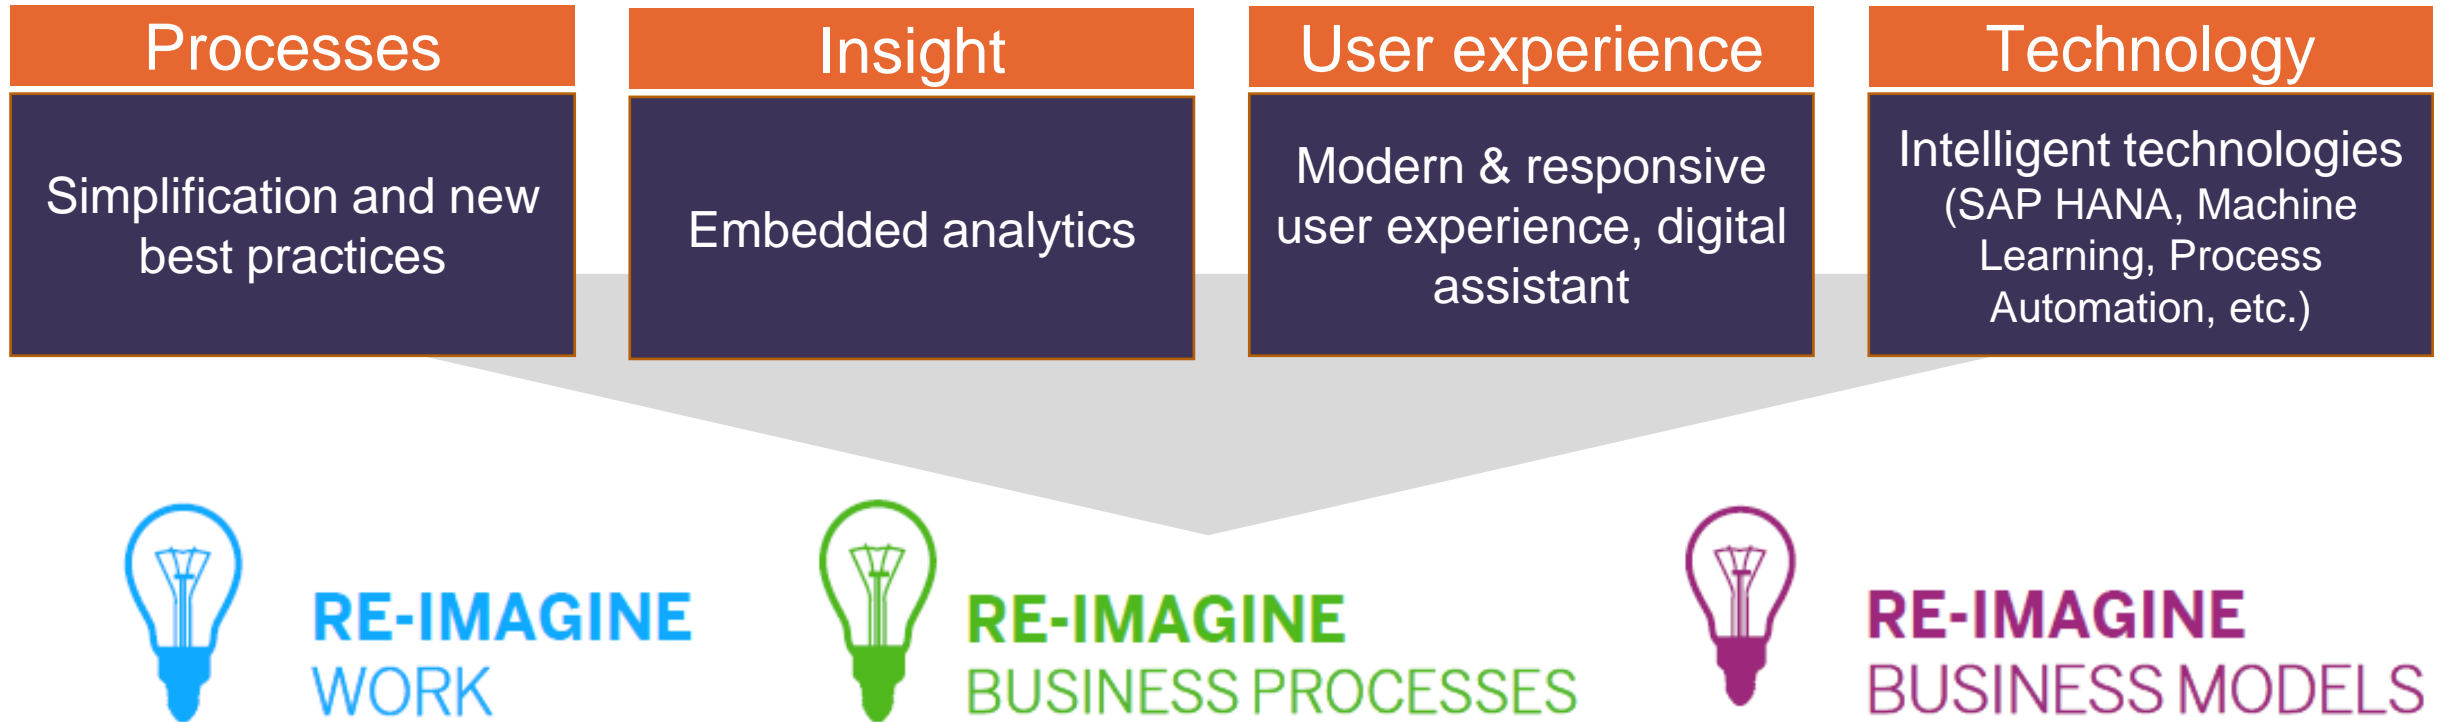 Processes
Simplification and new
best practices
Insight
Embedded analytics
User experience
Modern & responsive
user experience, digital
assistant
Technology
Intelligent technologies
(SAP HANA, Machine
Learning, Process
Automation, etc.)
RE-IMAGINE
WORK
RE-IMAGINE
BUSINESS PROCESSES
RE-IMAGINE
BUSINESS MODELS